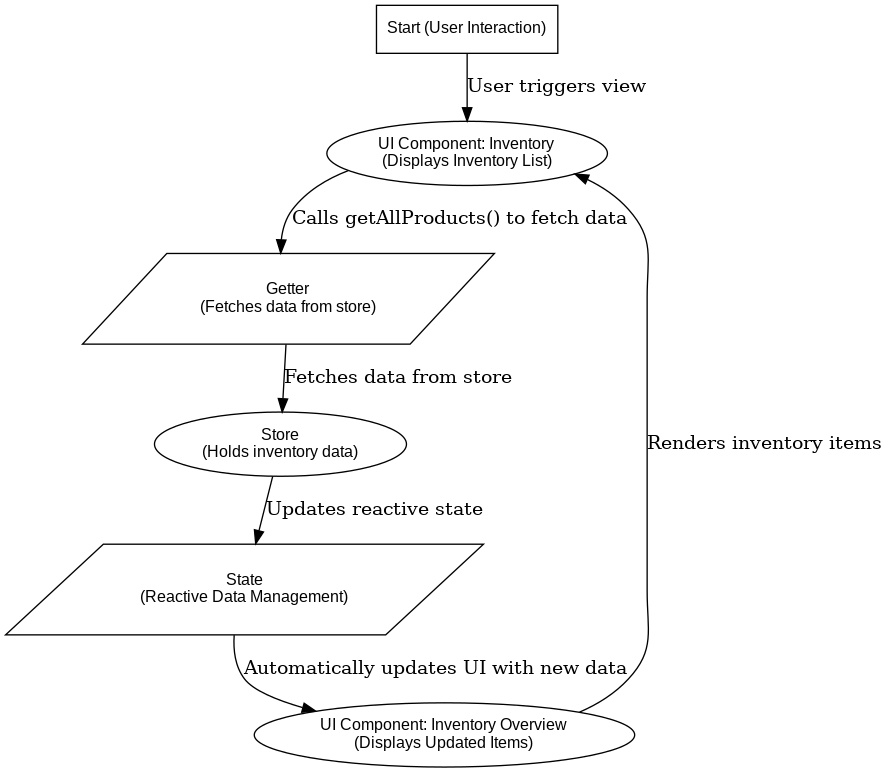 Start (User Interaction)
User triggers view
UI Component: Inventory
(Displays Inventory List)
Calls getAllProducts() to fetch data
Getter
(Fetches data from store)
Fetches data from store
Store
(Holds inventory data)
Renders inventory items
Updates reactive state
State
(Reactive Data Management)
Automatically updates UI with new data
UI Component: Inventory Overview
(Displays Updated Items)